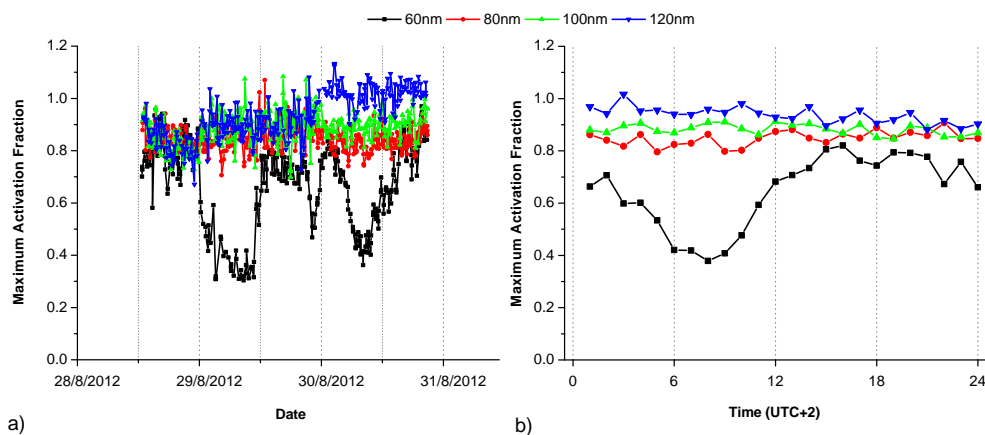 60nm 80nm 100nm 120nm
1.2
1.0
0.8
0.6
0.4
0.2
0.0
Maximum Activation Fraction
28/8/2012 29/8/2012 30/8/2012 31/8/2012
Date
a)
1.2
1.0
0.8
0.6
0.4
0.2
0.0
Maximum Activation Fraction
0 6 12 18 24
Time (UTC+2)
b)